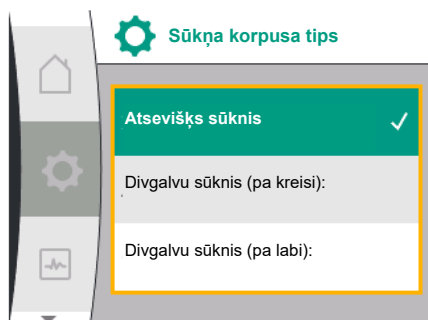 Sūkņa korpusa tips
Atsevišķs sūknis
Divgalvu sūknis (pa kreisi):
Divgalvu sūknis (pa labi):